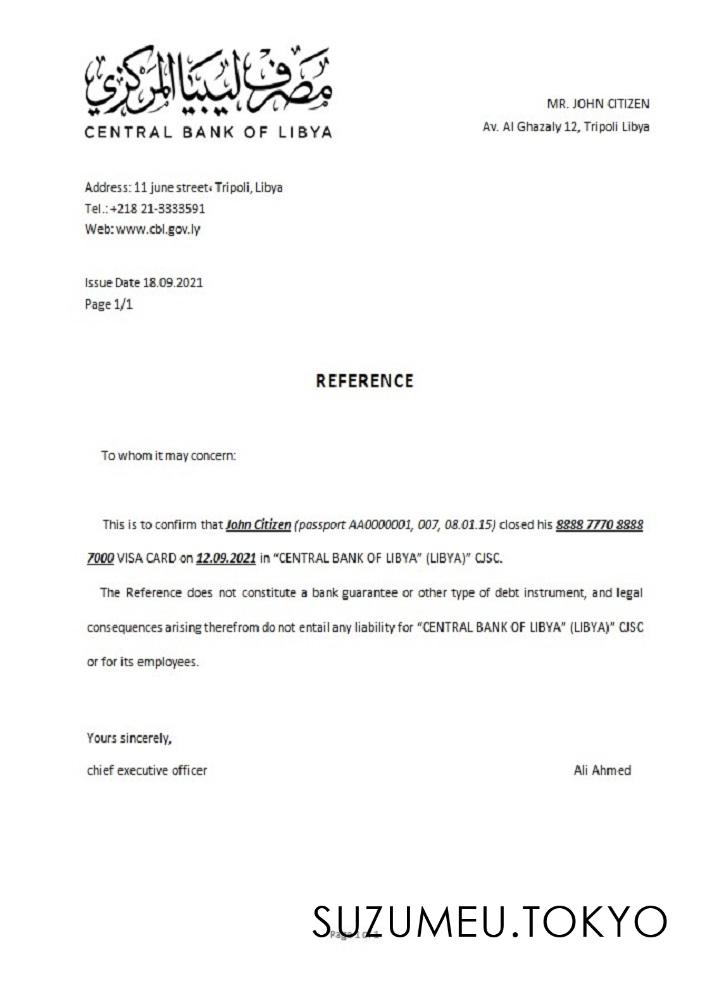 مصرف ليبيا المركزي
CENTRAL BANK OF LIBYA
MR. JOHN CITIZEN
Av. Al Ghazaly 12, Tripoli Libya
Address: 11 june street، Tripoli, Libya
Tel.: +218 21-3333591
Web: www.cbl.gov.ly
Issue Date 18.09.2021
Page 1/1
REFERENCE
To whom it may concern:
This is to confirm that John Citizen (passport AA0000001, 007, 08.01.15) closed his 8888 7770 8888
7000 VISA CARD on 12.09.2021 in “CENTRAL BANK OF LIBYA” (LIBYA)” CJSC.
The Reference does not constitute a bank guarantee or other type of debt instrument, and legal
consequences arising therefrom do not entail any liability for “CENTRAL BANK OF LIBYA” (LIBYA)” CJSC
or for its employees.
Yours sincerely,
chief executive officer
Ali Ahmed
SUZUMEU.TOKYO
Page 1 of 1